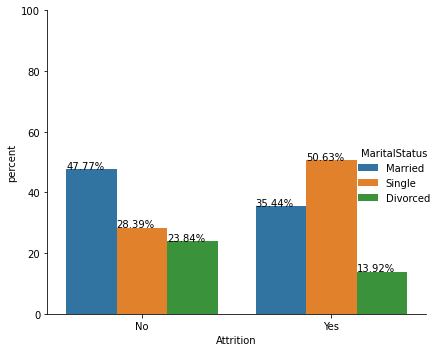 100
80
60
40
20
0
percent
47.77%
28.39%
23.84%
35.44%
50.63%
13.92%
MaritalStatus
Married
Single
Divorced
No
Yes
Attrition